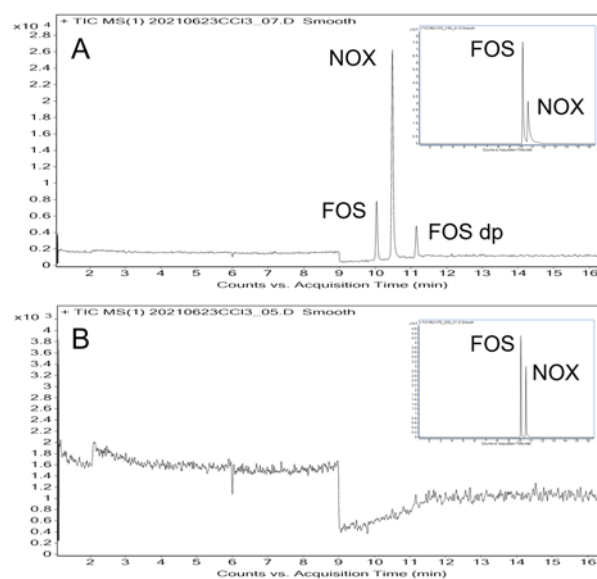 + TIC MS(1) 20210623CCl3_07.D Smooth
x10 4
2.8
2.6
2.4
2.2
2
1.8
1.6
1.4
1.2
1
0.8
0.6
0.4
0.2
0
A
NOX
FOS
FOS dp
FOS
NOX
2 3 4 5 6 7 8 9 10 11 12 13 14 15 16
Counts vs. Acquisition Time (min)
+ TIC MS(1) 20210623CCl3_05.D Smooth
x10 3
3.8
3.6
3.4
3.2
3
2.8
2.6
2.4
2.2
2
1.8
1.6
1.4
1.2
1
0.8
0.6
0.4
0.2
0
B
FOS
NOX
2 3 4 5 6 7 8 9 10 11 12 13 14 15 16
Counts vs. Acquisition Time (min)